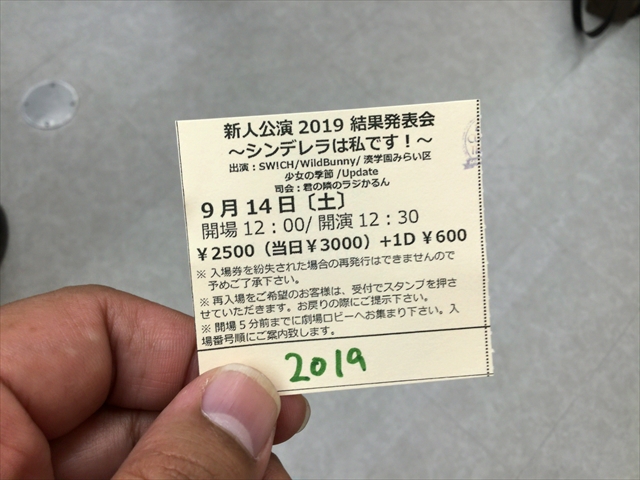 新人公演 2019 結果発表会
～シンデレラは私です！～
出演：SW!CH/WildBunny/ 湊学園みらい区
少女の季節 /Update
司会：君の隣のラジかるん
9月14日〔土〕
開場 12：00/ 開演 12：30
￥2500（当日￥3000）+1D ￥600
※ 入場券を紛失された場合の再発行はできませんので
予めご了承下さい。
※ 再入場をご希望のお客様は、受付でスタンプを押さ
せていただきます。お戻りの際にご提示下さい。
※ 開場５分前までに劇場ロビーへお集まり下さい。入
場番号順にご案内致します。
2019